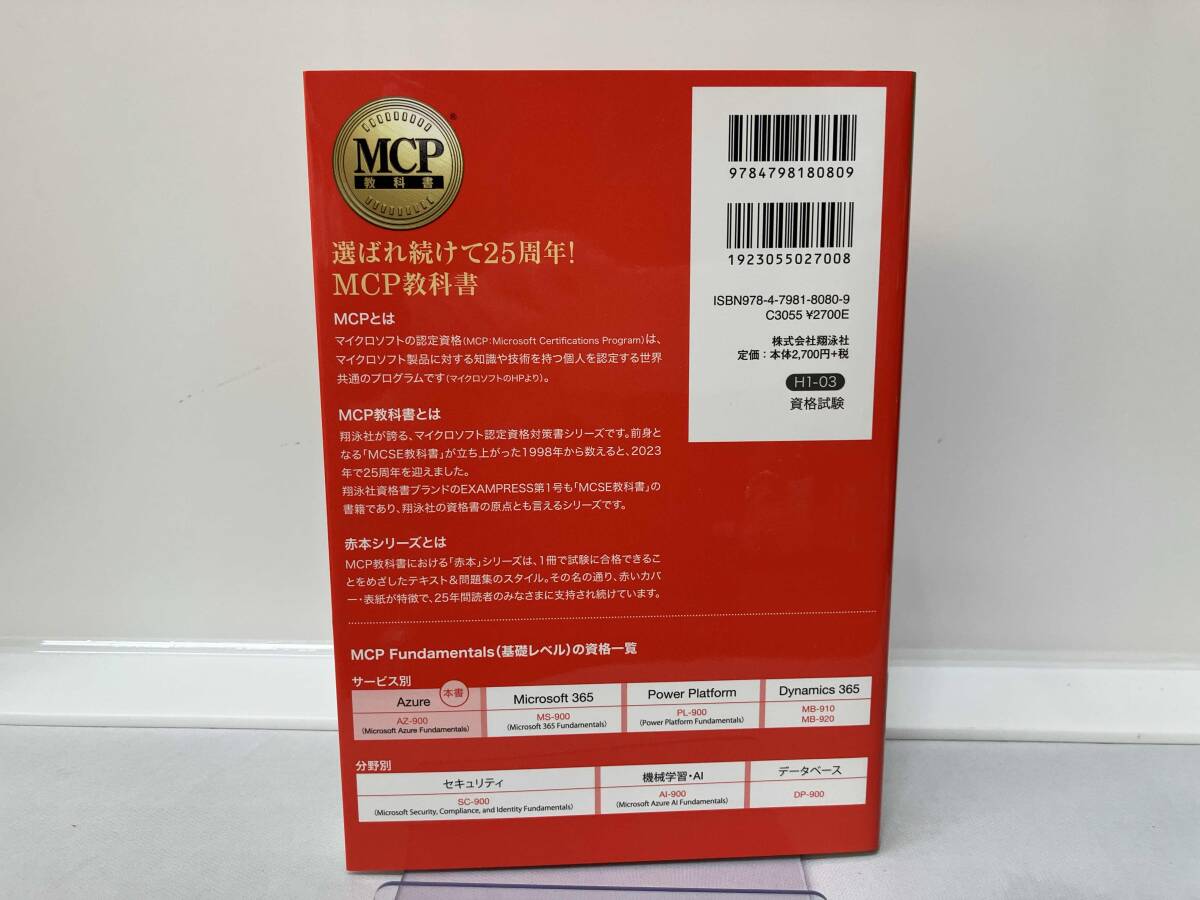 MCP
®
教科書
選ばれ続けて25周年!
MCP教科書
MCPとは
マイクロソフトの認定資格(MCP:Microsoft Certifications Program)は、
マイクロソフト製品に対する知識や技術を持つ個人を認定する世界
共通のプログラムです(マイクロソフトのHPより)。
MCP教科書とは
翔泳社が誇る、マイクロソフト認定資格対策書シリーズです。前身と
なる「MCSE教科書」が立ち上がった1998年から数えると、2023
年で25周年を迎えました。
翔泳社資格書ブランドのEXAMPRESS第1号も「MCSE教科書」の
書籍であり、翔泳社の資格書の原点とも言えるシリーズです。
赤本シリーズとは
MCP教科書における「赤本」シリーズは、1冊で試験に合格できるこ
とをめざしたテキスト&問題集のスタイル。その名の通り、赤いカバ
ー・表紙が特徴で、25年間読者のみなさまに支持され続けています。
9784798180809
1923055027008
ISBN978-4-7981-8080-9
C3055 ¥2700E
株式会社翔泳社
定価:本体2,700円+税
H1-03
資格試験
MCP Fundamentals(基礎レベル)の資格一覧
サービス別
Azure
本書
AZ-900
(Microsoft Azure Fundamentals)
Microsoft 365
MS-900
(Microsoft 365 Fundamentals)
Power Platform
PL-900
(Power Platform Fundamentals)
Dynamics 365
MB-910
MB-920
分野別
セキュリティ
SC-900
(Microsoft Security, Compliance, and Identity Fundamentals)
機械学習・AI
AI-900
(Microsoft Azure AI Fundamentals)
データベース
DP-900